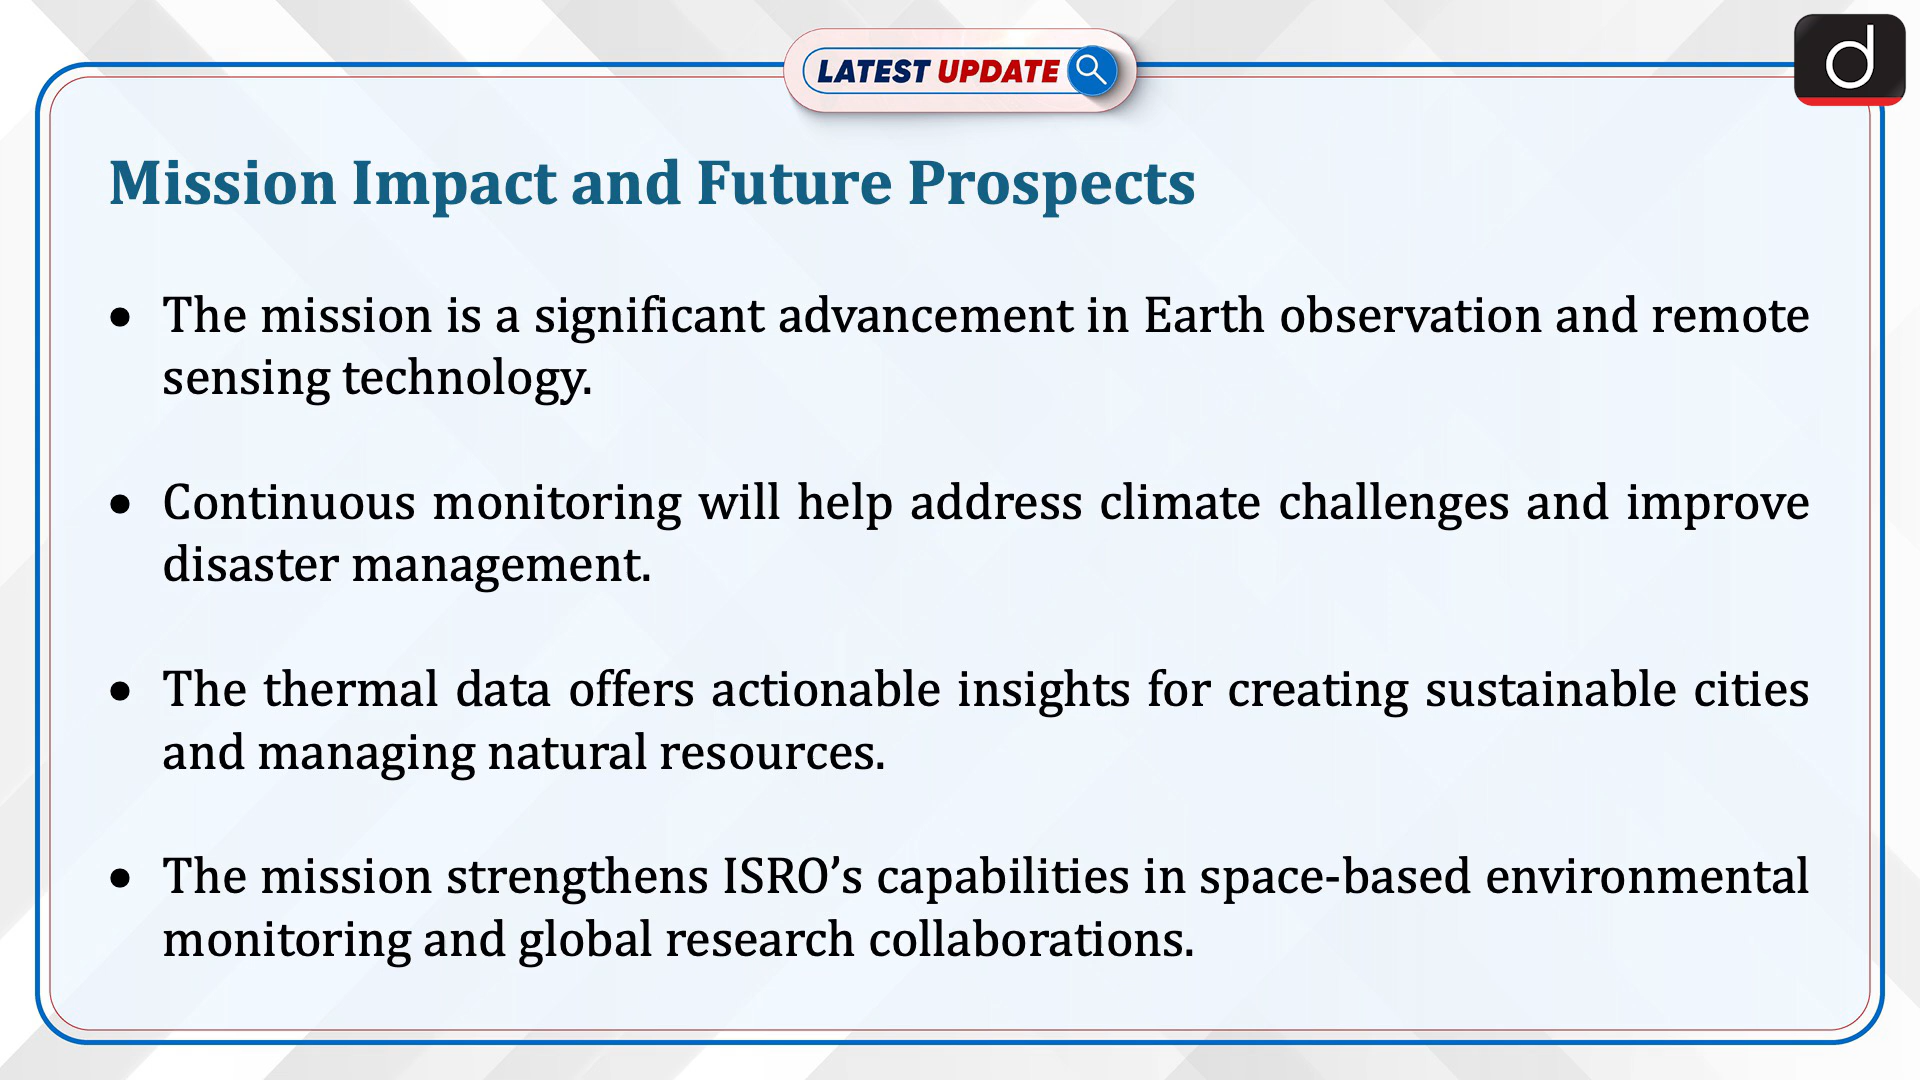 LATEST UPDATE
d
Mission Impact and Future Prospects
• The mission is a significant advancement in Earth observation and remote
sensing technology.
• Continuous monitoring will help address climate challenges and improve
disaster management.
• The thermal data offers actionable insights for creating sustainable cities
and managing natural resources.
• The mission strengthens ISRO’s capabilities in space-based environmental
monitoring and global research collaborations.